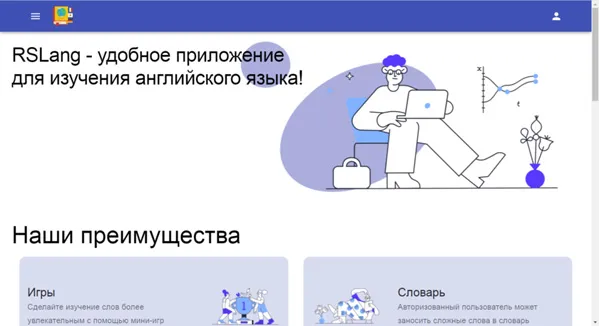 RSLang - удобное приложение
для изучения английского языка!
x
t
Наши преимущества
Игры
Сделайте изучение слов более
увлекательным с помощью мини-игр
1
Словарь
Авторизованный пользователь может
заносить сложные слова в словарь